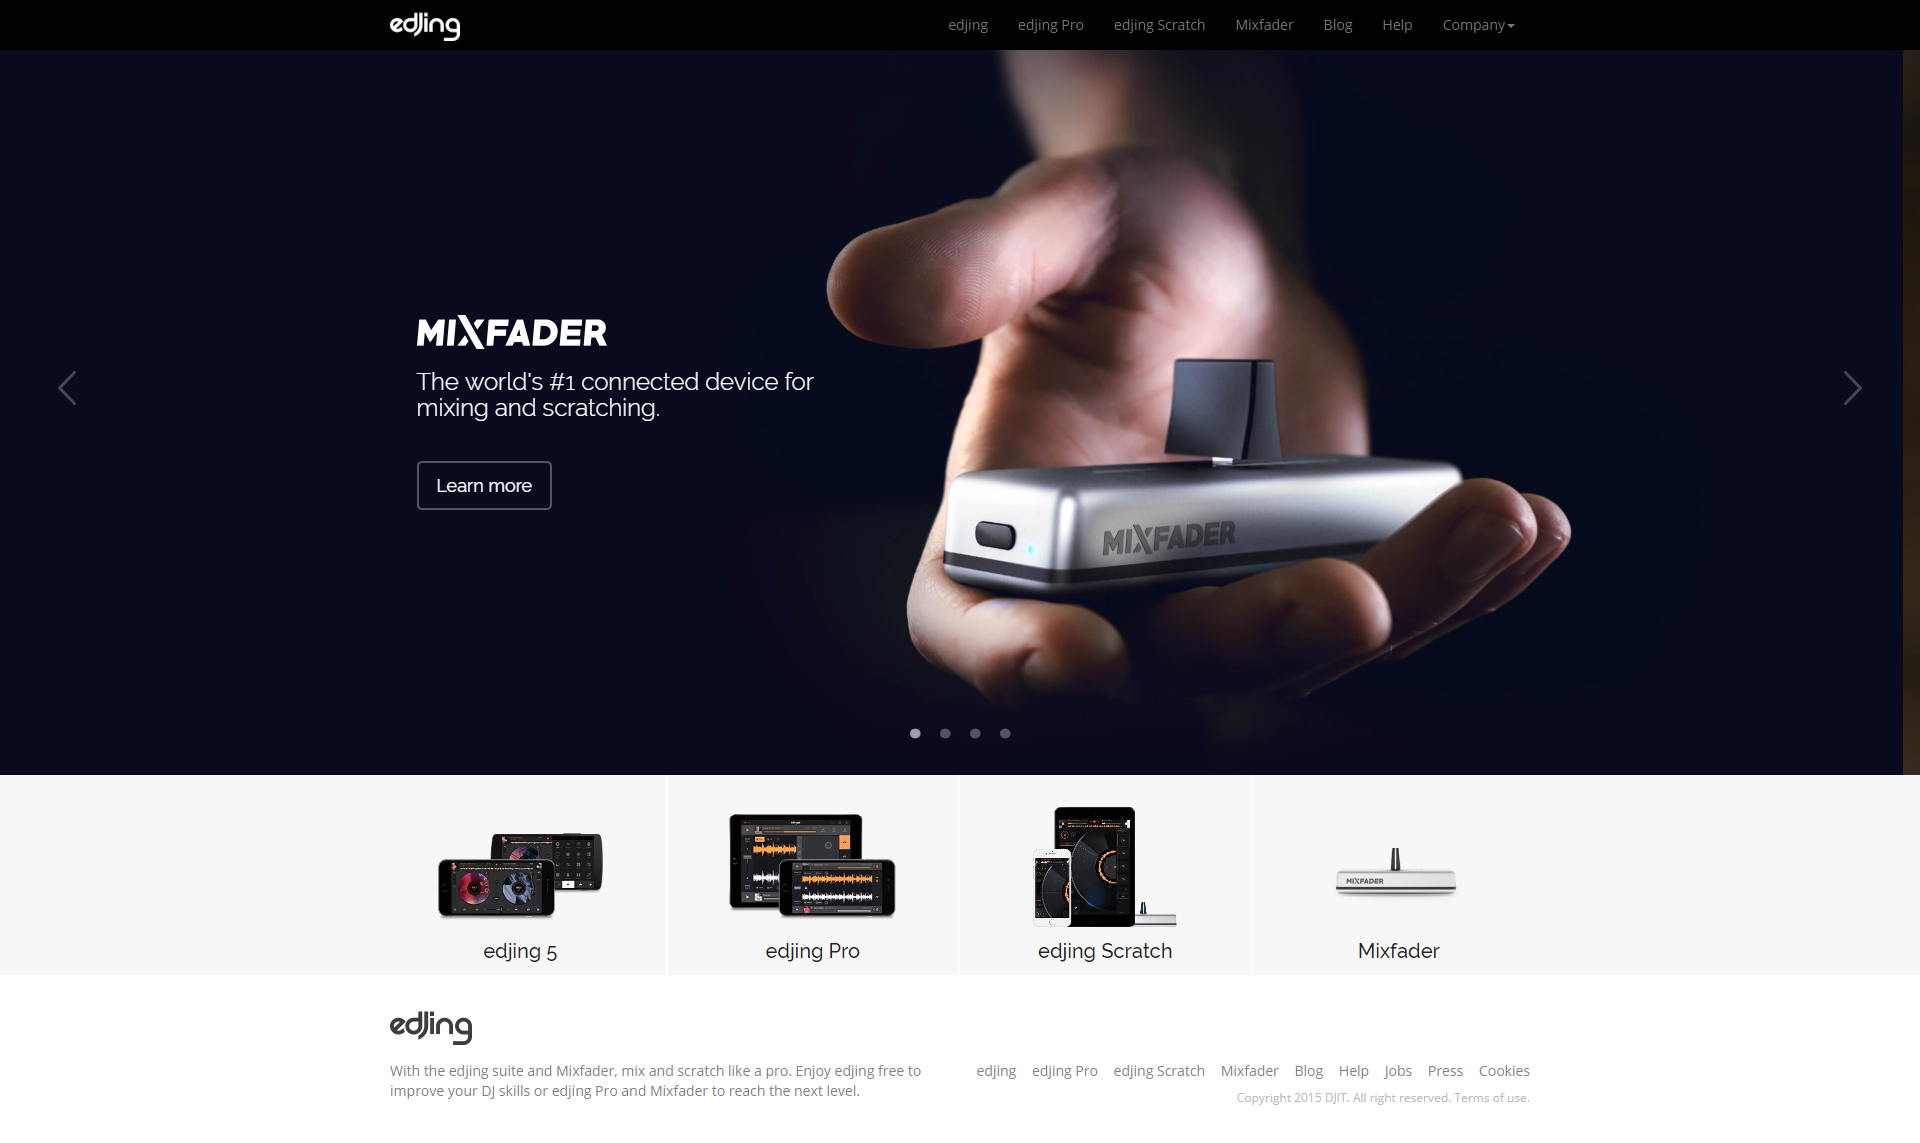 edjing
edjing edjing Pro edjing Scratch Mixfader Blog Help Company
MIXFADER
The world's #1 connected device for
mixing and scratching.
Learn more
MIXFADER
MIXFADER
edjing 5
edjing Pro
edjing Scratch
Mixfader
edjing
With the edjing suite and Mixfader, mix and scratch like a pro. Enjoy edjing free to
improve your DJ skills or edjing Pro and Mixfader to reach the next level.
edjing edjing Pro edjing Scratch Mixfader Blog Help Jobs Press Cookies
Copyright 2015 DJIT. All right reserved. Terms of use.